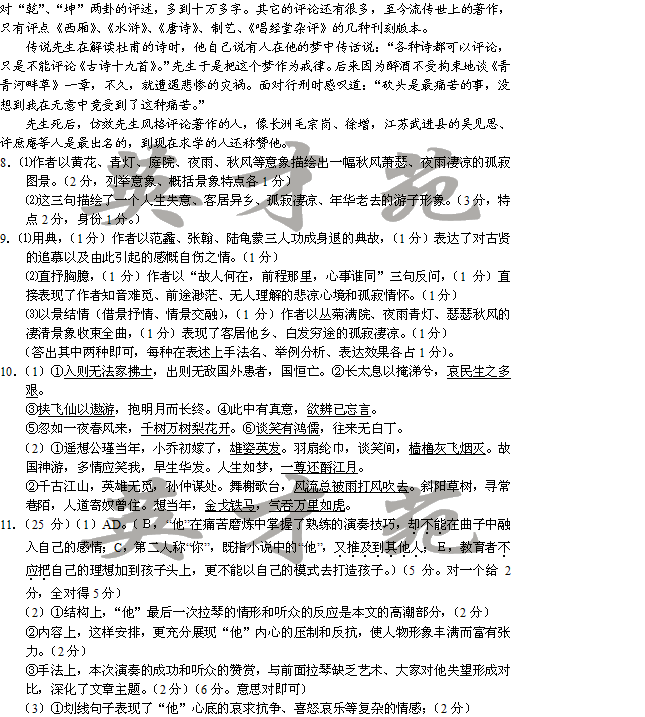 对“乾”、“坤”两卦的评述，多到十万多字。其它的评论还有很多，至今流传世上的著作，
只有评点《西厢》、《水浒》、《唐诗》、制艺、《唱经堂杂评》的几种刊刻版本。
传说先生在解读杜甫的诗时，他自己说有人在他的梦中传话说：“各种诗都可以评论，
只是不能评论《古诗十九首》。”先生于是把这个梦作为戒律。后来因为醉酒不受拘束地谈《青
青河畔草》一章，不久，就遭遇悲惨的灾祸。面对行刑时感叹道：“砍头是最痛苦的事，没
想到我在无意中竟受到了这种痛苦。”
先生死后，仿效先生风格评论著作的人，像长洲毛宗岗、徐增，江苏武进县的吴见思、
许庶庵等人是最出名的，到现在求学的人还称赞他。
8．⑴作者以黄花、青灯、庭院、夜雨、秋风等意象描绘出一幅秋风萧瑟、夜雨凄凉的孤寂
图景。（2 分，列举意象、概括景象特点各 1 分）
⑵这三句描绘了一个人生失意、客居异乡、孤寂凄凉、年华老去的游子形象。（3 分，特
点 2 分，身份 1 分。）
9．⑴用典，（1 分）作者以范蠡、张翰、陆龟蒙三人功成身退的典故，（1 分）表达了对古贤
的追慕以及由此引起的感慨自伤之情。（1 分）
⑵直抒胸臆，（1 分）作者以“故人何在，前程那里，心事谁同”三句反问，（1 分）直
接表现了作者知音难觅、前途渺茫、无人理解的悲凉心境和孤寂情怀。（1 分）
⑶以景结情（借景抒情、情景交融），（1 分）作者以丛菊满院、夜雨青灯、瑟瑟秋风的
凄清景象收束全曲，（1 分）表现了客居他乡、白发穷途的孤寂凄凉。（1 分）
（答出其中两种即可，每种在表述上手法名、举例分析、表达效果各占 1 分）。
10．（1）①入则无法家拂士，出则无敌国外患者，国恒亡。②长太息以掩涕兮，哀民生之多
艰。
③挟飞仙以遨游，抱明月而长终。④此中有真意，欲辨已忘言。
⑤忽如一夜春风来，千树万树梨花开。⑥谈笑有鸿儒，往来无白丁。
（2）①遥想公瑾当年，小乔初嫁了，雄姿英发。羽扇纶巾，谈笑间，樯橹灰飞烟灭。故
国神游，多情应笑我，早生华发。人生如梦，一尊还酹江月。
②千古江山，英雄无觅，孙仲谋处。舞榭歌台，风流总被雨打风吹去。斜阳草树，寻常
巷陌，人道寄奴曾住。想当年，金戈铁马，气吞万里如虎。
11．（25 分）（1）AD。（ B，“他”在痛苦磨炼中掌握了熟练的演奏技巧，却不能在曲子中融
入自己的感情；C，第二人称“你”，既指小说中的“他”，又推及到其他人； E，教育者不
应把自己的理想加到孩子头上，更不能以自己的模式去打造孩子。）（5 分。对一个给 2
分，全对得 5 分）
（2）①结构上，“他”最后一次拉琴的情形和听众的反应是本文的高潮部分，（2 分）
②内容上，这样安排，更充分展现“他”内心的压制和反抗，使人物形象丰满而富有张
力。（2 分）
③手法上，本次演奏的成功和听众的赞赏，与前面拉琴缺乏艺术、大家对他失望形成对
比，深化了文章主题。（2 分）（6 分。意思对即可）
（3）①划线句子表现了“他”心底的哀求抗争、喜怒哀乐等复杂的情感；（2 分）
英才苑
英才苑